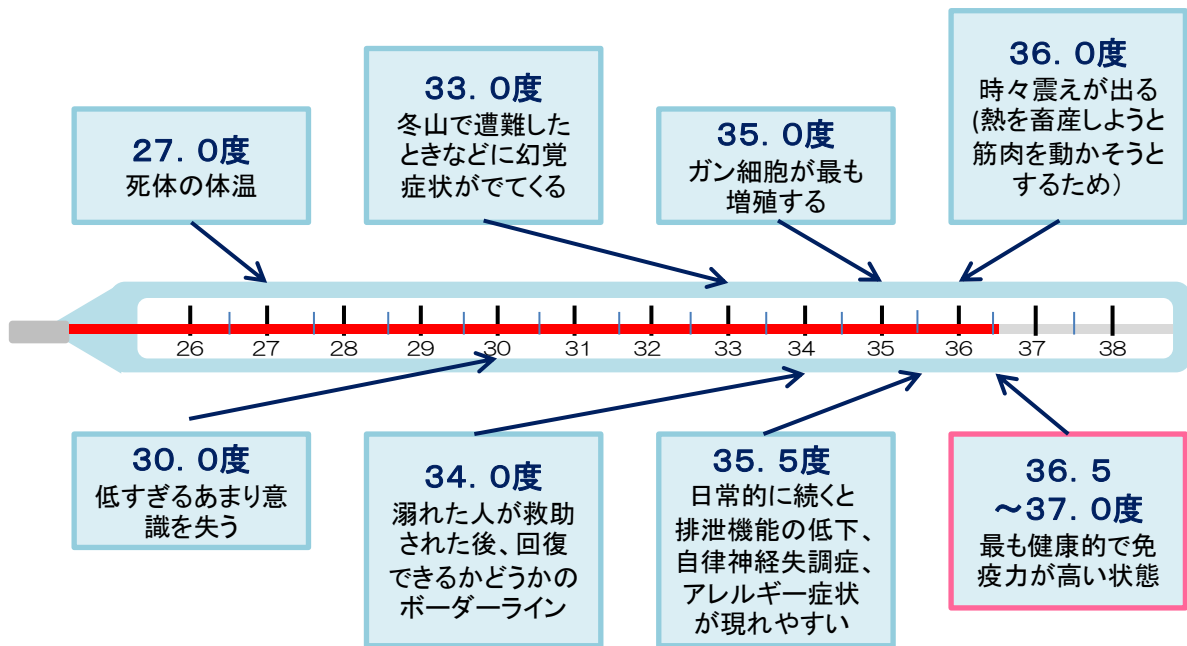 27．0度
死体の体温
33．0度
冬山で遭難した
ときなどに幻覚
症状がでてくる
35．0度
ガン細胞が最も
増殖する
36．0度
時々震えが出る
(熱を畜産しようと
筋肉を動かそうと
するため）
26 27 28 29 30 31 32 33 34 35 36 37 38
30．0度
低すぎるあまり意
識を失う
34．0度
溺れた人が救助
された後、回復
できるかどうかの
ボーダーライン
35．5度
日常的に続くと
排泄機能の低下、
自律神経失調症、
アレルギー症状
が現れやすい
36．5
～37．0度
最も健康的で免
疫力が高い状態